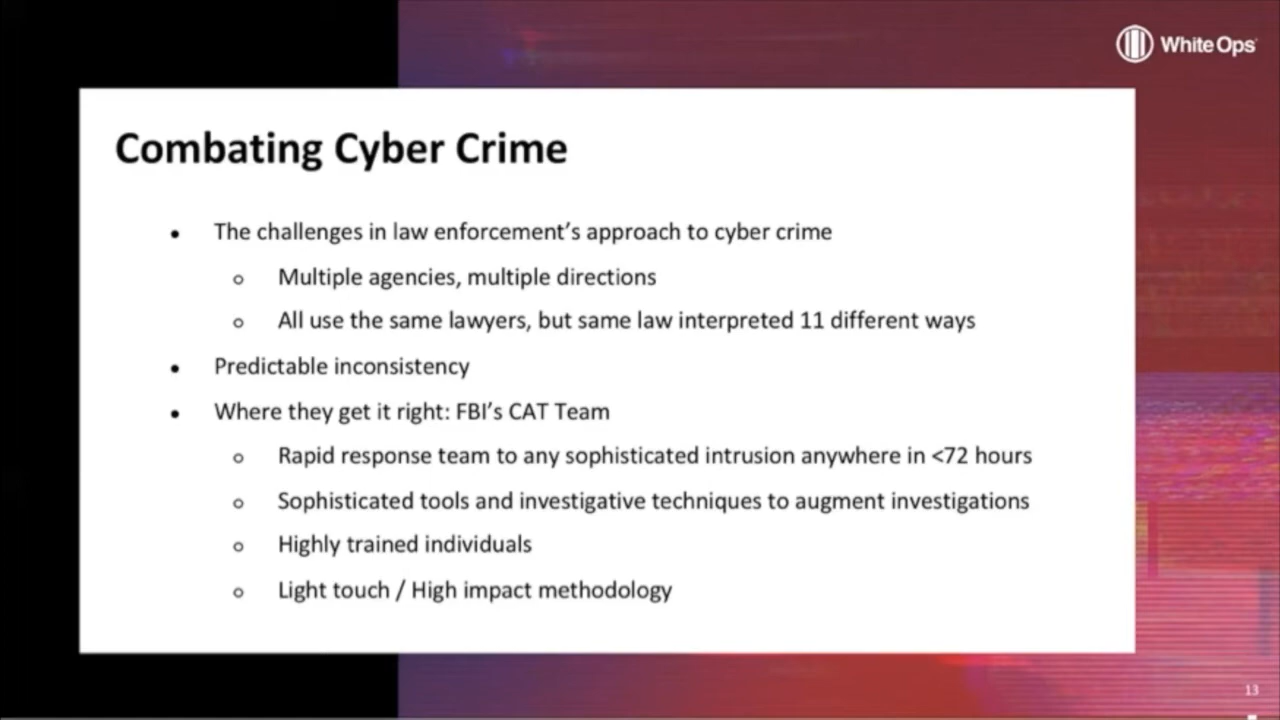 White Ops
Combating Cyber Crime
• The challenges in law enforcement’s approach to cyber crime
o Multiple agencies, multiple directions
o All use the same lawyers, but same law interpreted 11 different ways
• Predictable inconsistency
• Where they get it right: FBI’s CAT Team
o Rapid response team to any sophisticated intrusion anywhere in <72 hours
o Sophisticated tools and investigative techniques to augment investigations
o Highly trained individuals
o Light touch / High impact methodology
13